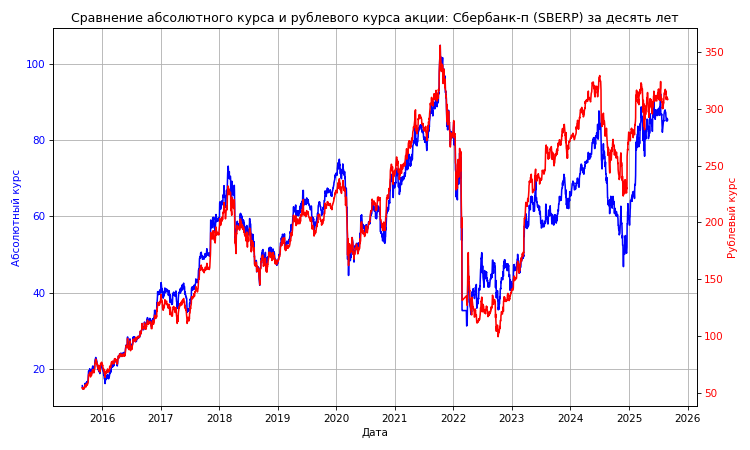 Сравнение абсолютного курса и рублевого курса акции: Сбербанк-п (SBERP) за десять лет
100
80
60
40
20
Абсолютный курс
350
300
250
200
150
100
50
Рублевый курс
2016 2017 2018 2019 2020 2021 2022 2023 2024 2025 2026
Дата